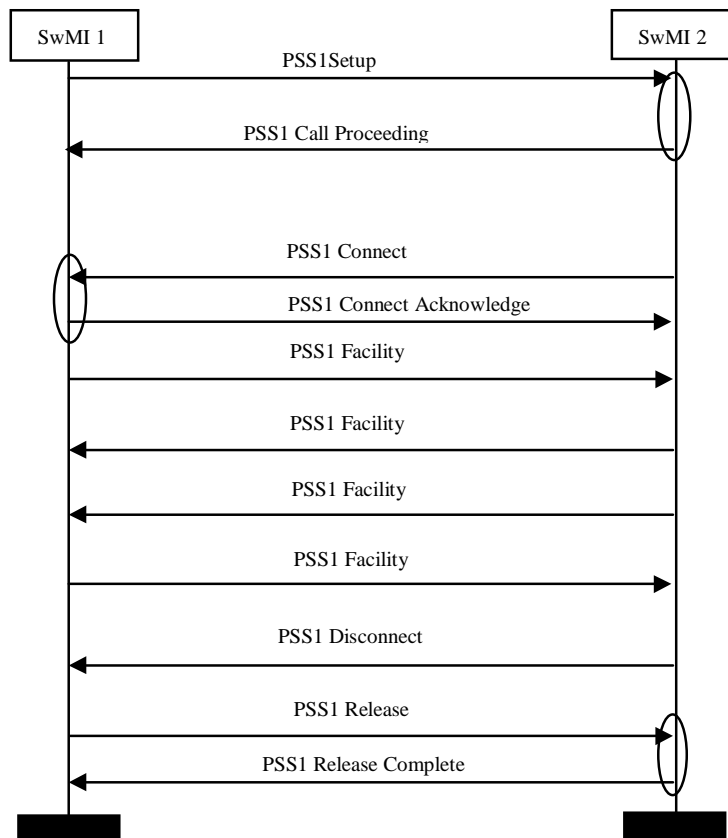 SwMI 1
SwMI 2
PSS1Setup
PSS1 Call Proceeding
PSS1 Connect
PSS1 Connect Acknowledge
PSS1 Facility
PSS1 Facility
PSS1 Facility
PSS1 Facility
PSS1 Disconnect
PSS1 Release
PSS1 Release Complete